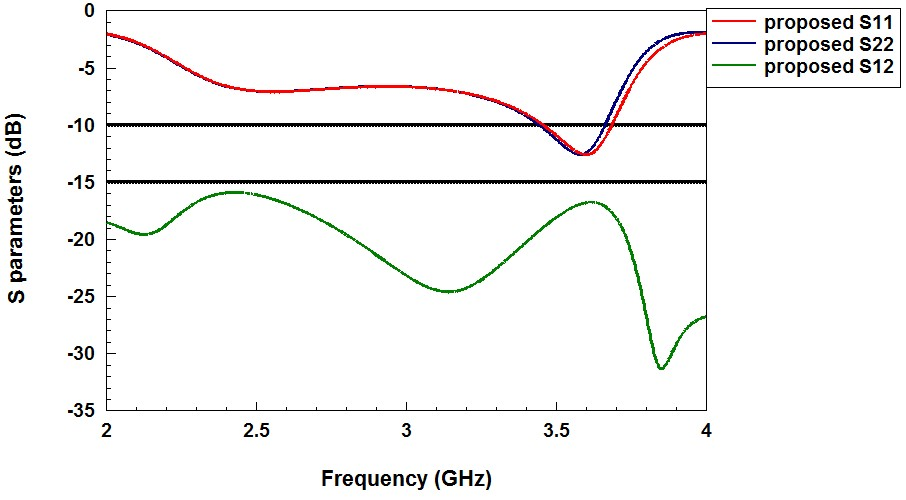 proposed S11
proposed S22
proposed S12
0
-5
-10
-15
-20
-25
-30
-35
S parameters (dB)
2
2.5
3
3.5
4
Frequency (GHz)